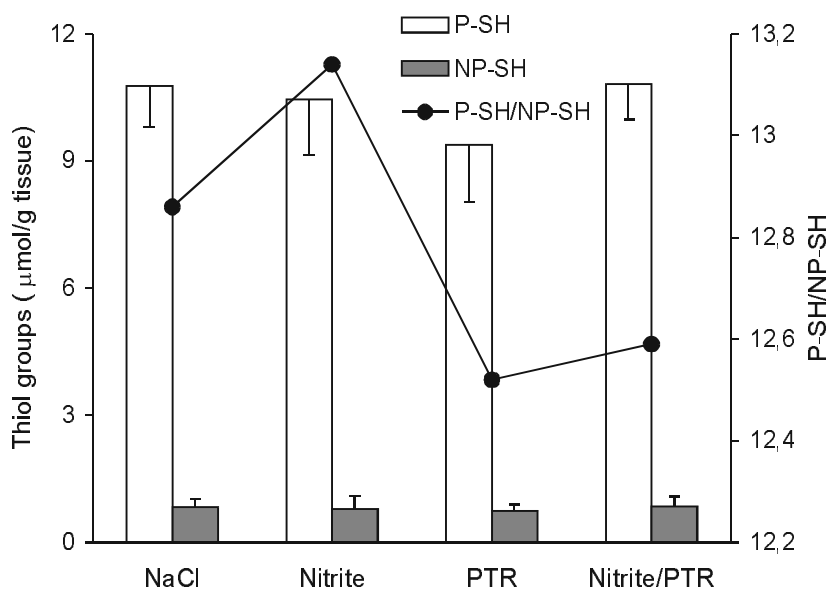 P-SH
NP-SH
P-SH/NP-SH
Thiol groups ( μmol/g tissue)
12
9
6
3
0
13,2
13
12,8
12,6
12,4
12,2
P-SH/NP-SH
NaCl
Nitrite
PTR
Nitrite/PTR